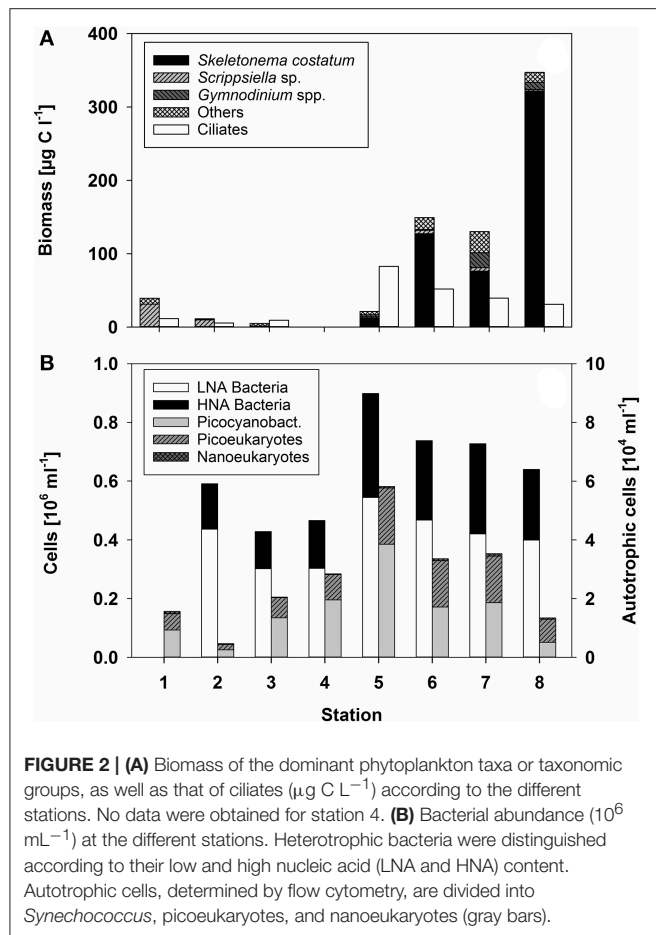 A
400
300
200
100
0
Biomass [µg C l⁻¹]
Skeletonema costatum
Scrippsiella sp.
Gymnodinium spp.
Others
Ciliates
B
1.0
0.8
0.6
0.4
0.2
0.0
Cells [10⁶ ml⁻¹]
LNA Bacteria
HNA Bacteria
Picocyanobact.
Picoeukaryotes
Nanoeukaryotes
10
8
6
4
2
0
Autotrophic cells [10⁴ ml⁻¹]
1 2 3 4 5 6 7 8
Station
FIGURE 2 | (A) Biomass of the dominant phytoplankton taxa or taxonomic
groups, as well as that of ciliates (μg C L⁻¹) according to the different
stations. No data were obtained for station 4. (B) Bacterial abundance (10⁶
mL⁻¹) at the different stations. Heterotrophic bacteria were distinguished
according to their low and high nucleic acid (LNA and HNA) content.
Autotrophic cells, determined by flow cytometry, are divided into
Synechococcus, picoeukaryotes, and nanoeukaryotes (gray bars).